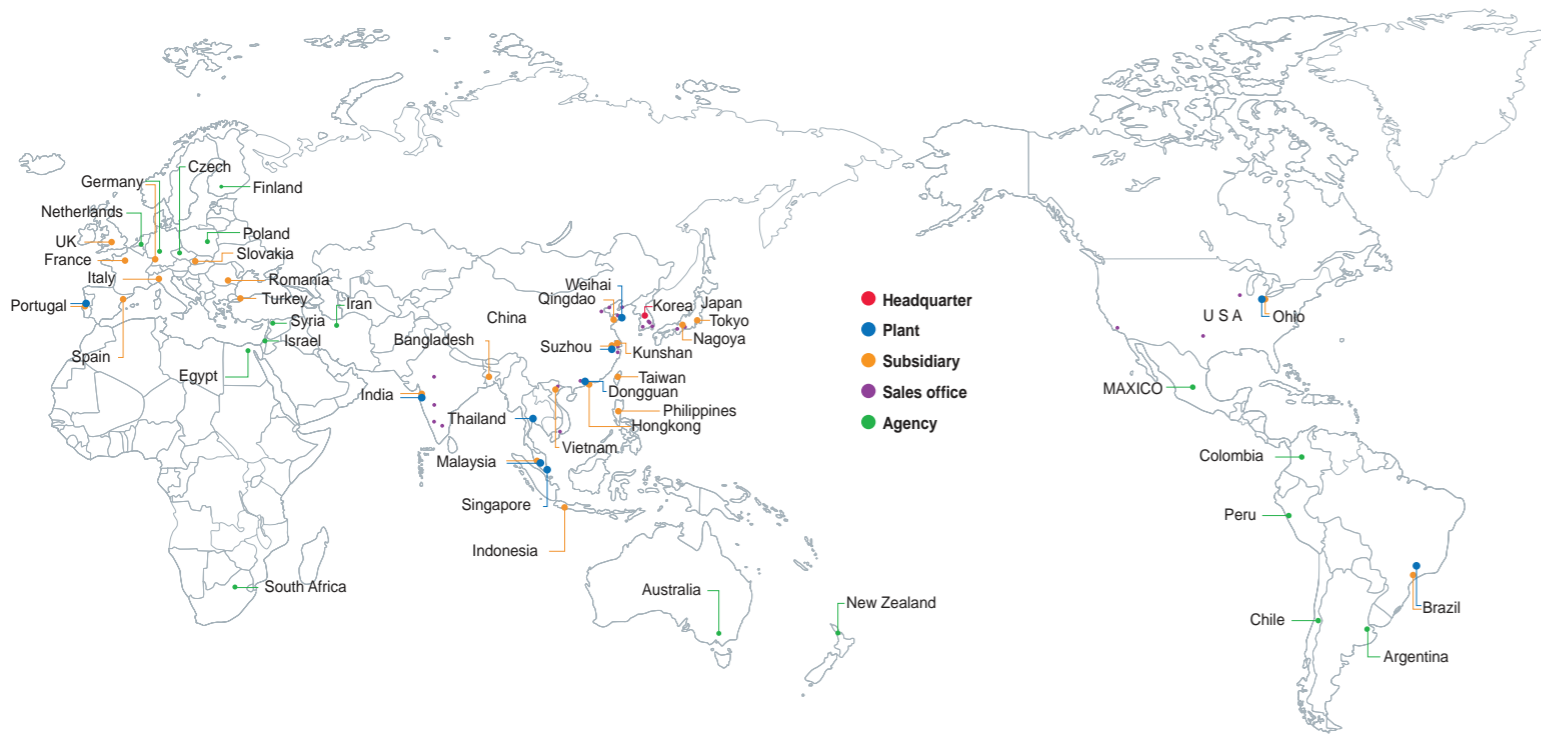 Czech
Germany
Finland
Netherlands
Poland
UK
Slovakia
France
Italy
Romania
Portugal
Turkey
Iran
Syria
Israel
Spain
Egypt
South Africa
Weihai
Qingdao
Korea
Japan
China
Tokyo
Nagoya
Bangladesh
Suzhou
Kunshan
Taiwan
India
Dongguan
Thailand
Philippines
Hongkong
Vietnam
Malaysia
Singapore
Indonesia
Australia
New Zealand
Headquarter
Plant
Subsidiary
Sales office
Agency
U S A
Ohio
MAXICO
Colombia
Peru
Brazil
Chile
Argentina